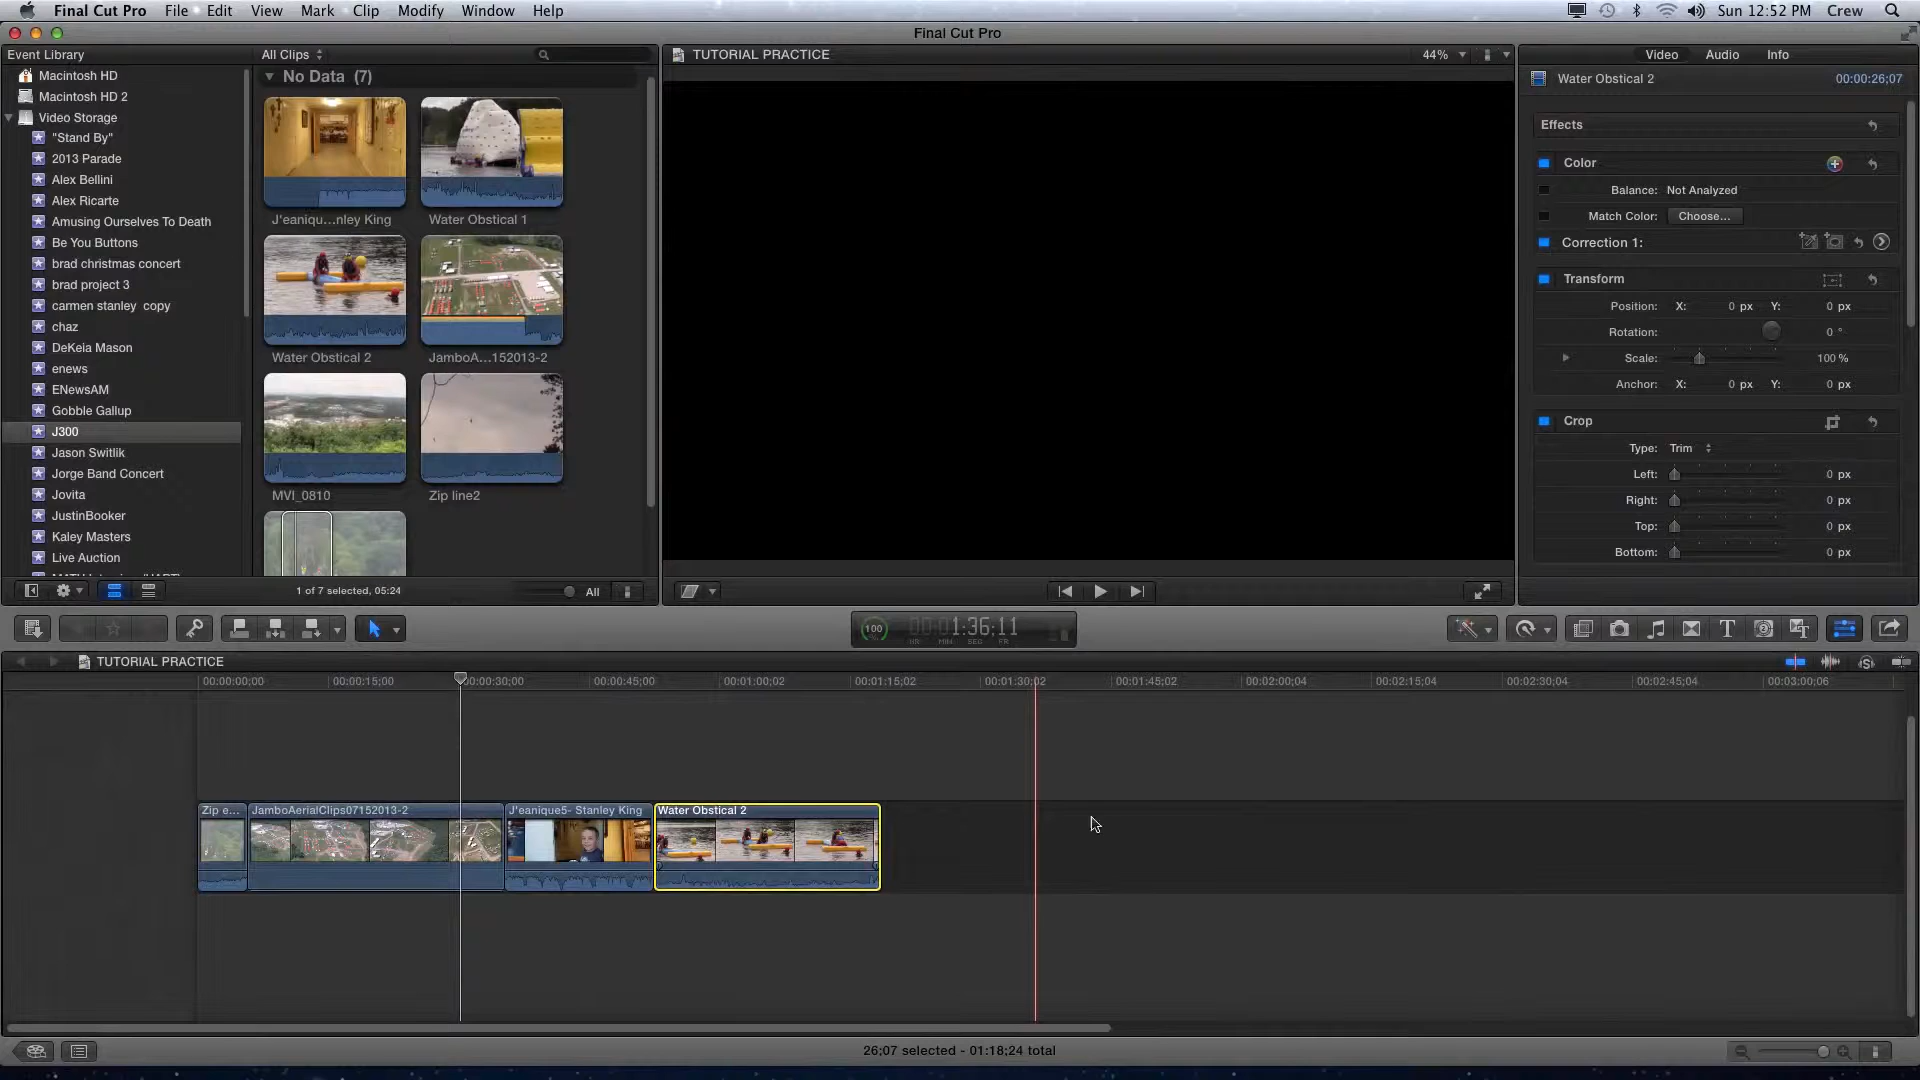 Final Cut Pro File Edit View Mark Clip Modify Window Help Sun 12:52 PM Crew
Final Cut Pro
Event Library
Macintosh HD
Macintosh HD 2
Video Storage
"Stand By"
2013 Parade
Alex Bellini
Alex Ricarte
Amusing Ourselves To Death
Be You Buttons
brad christmas concert
brad project 3
carmen stanley copy
chaz
DeKeia Mason
enews
ENewsAM
Gobble Gallup
J300
Jason Switlik
Jorge Band Concert
Jovita
JustinBooker
Kaley Masters
Live Auction
All Clips
No Data (7)
J'eaniqu...nley King
Water Obstical 1
Water Obstical 2
JamboA...152013-2
MVI_0810
Zip line2
1 of 7 selected, 05:24
All
TUTORIAL PRACTICE
44%
Video Audio Info
Water Obstical 2 00:00:26;07
Effects
Color
Balance: Not Analyzed
Match Color: Choose...
Correction 1:
Transform
Position: X: 0 px Y: 0 px
Rotation: 0 °
Scale: 100 %
Anchor: X: 0 px Y: 0 px
Crop
Type: Trim
Left: 0 px
Right: 0 px
Top: 0 px
Bottom: 0 px
100 00:01:36;11
HR MIN SEC FR
TUTORIAL PRACTICE
00:00:00;00 00:00:15;00 00:00:30;00 00:00:45;00 00:01:00;02 00:01:15;02 00:01:30;02 00:01:45;02 00:02:00;04 00:02:15;04 00:02:30;04 00:02:45;04 00:03:00;06
Zip e... JamboAerialClips07152013-2 J'eanique5- Stanley King Water Obstical 2
26;07 selected - 01:18;24 total